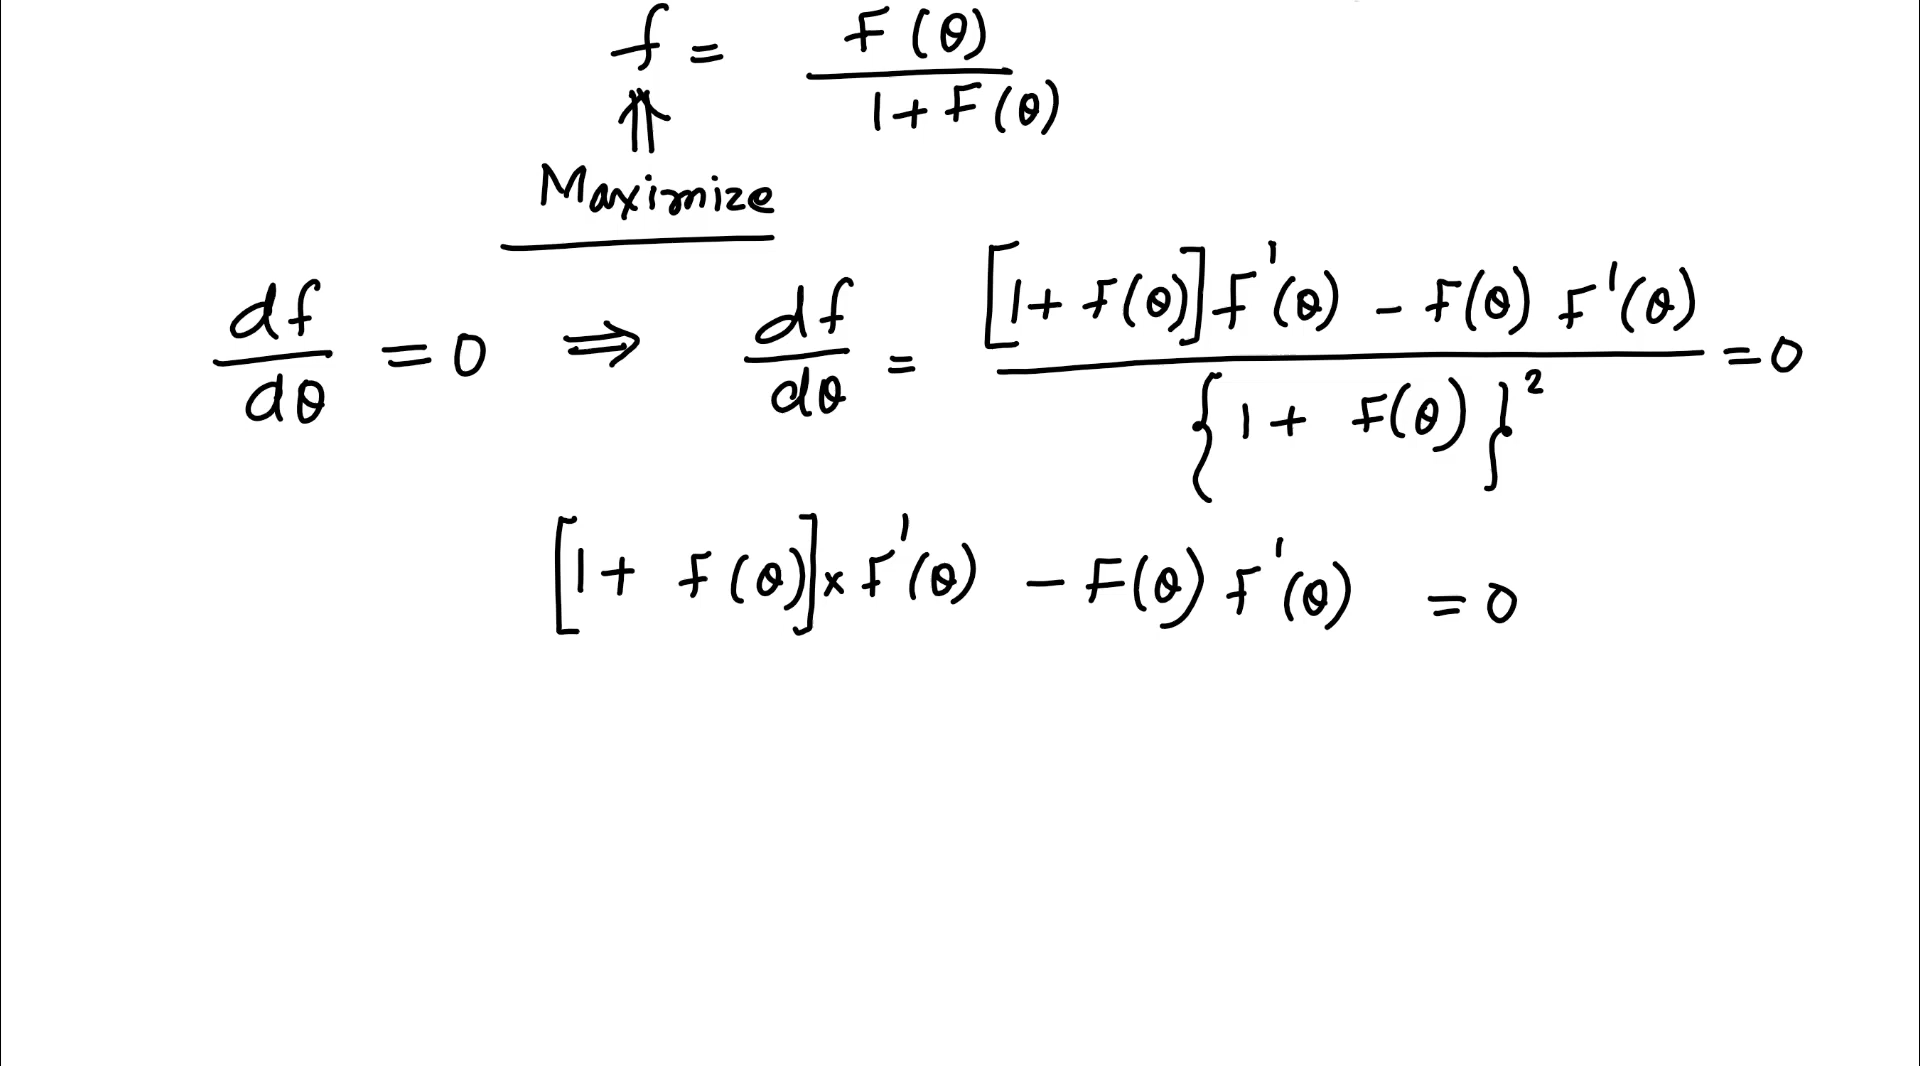 f = F(θ) / 1 + F(θ)
⇑
Maximize
df/dθ = 0 ⇒ df/dθ = [1 + F(θ)] F'(θ) − F(θ) F'(θ) / {1 + F(θ)}² = 0
[1 + F(θ)] × F'(θ) − F(θ) F'(θ) = 0